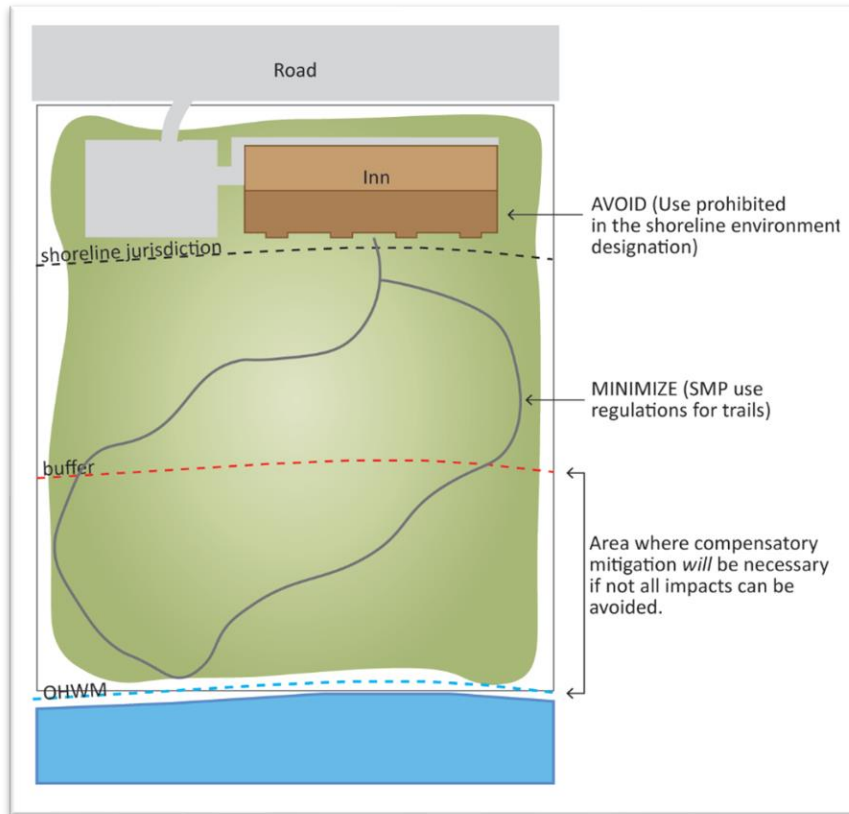 Road
Inn
AVOID (Use prohibited
in the shoreline environment
designation)
shoreline jurisdiction
MINIMIZE (SMP use
regulations for trails)
buffer
Area where compensatory
mitigation will be necessary
if not all impacts can be
avoided.
OHWM